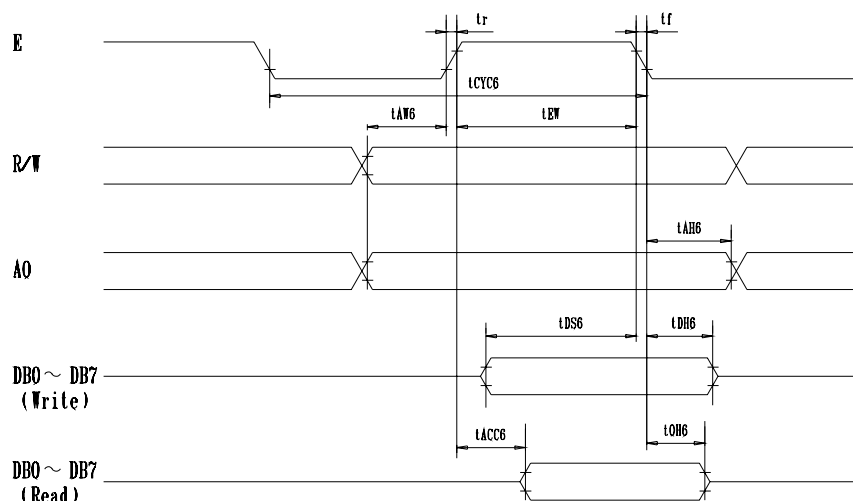 tr
tf
E
tCYC6
tAW6
tEW
R/W
tAH6
A0
tDS6
tDH6
DB0～DB7
(Write)
tACC6
tOH6
DB0～DB7
(Read)